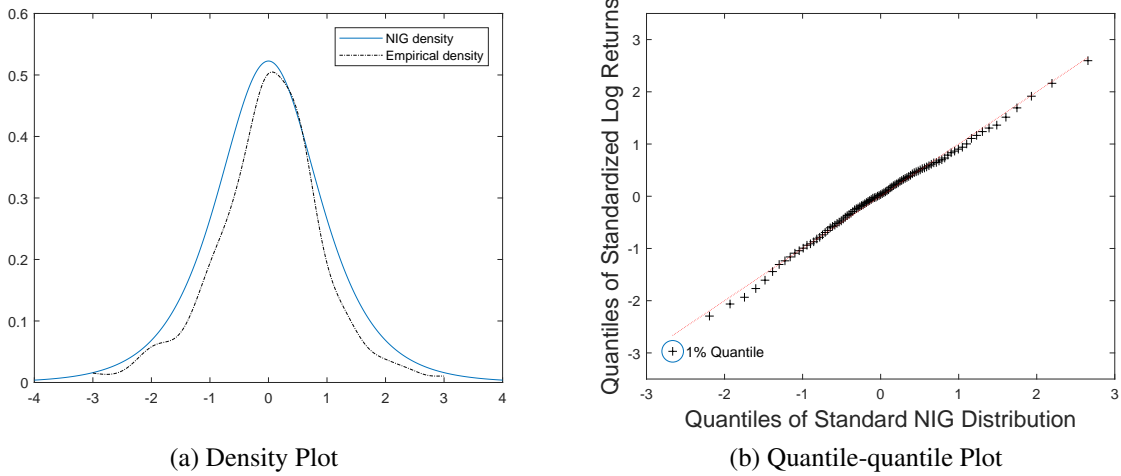 0.6
0.5
0.4
0.3
0.2
0.1
0
-4 -3 -2 -1 0 1 2 3 4
NIG density
Empirical density
(a) Density Plot
Quantiles of Standardized Log Returns
3
2
1
0
-1
-2
-3
1% Quantile
-3 -2 -1 0 1 2 3
Quantiles of Standard NIG Distribution
(b) Quantile-quantile Plot